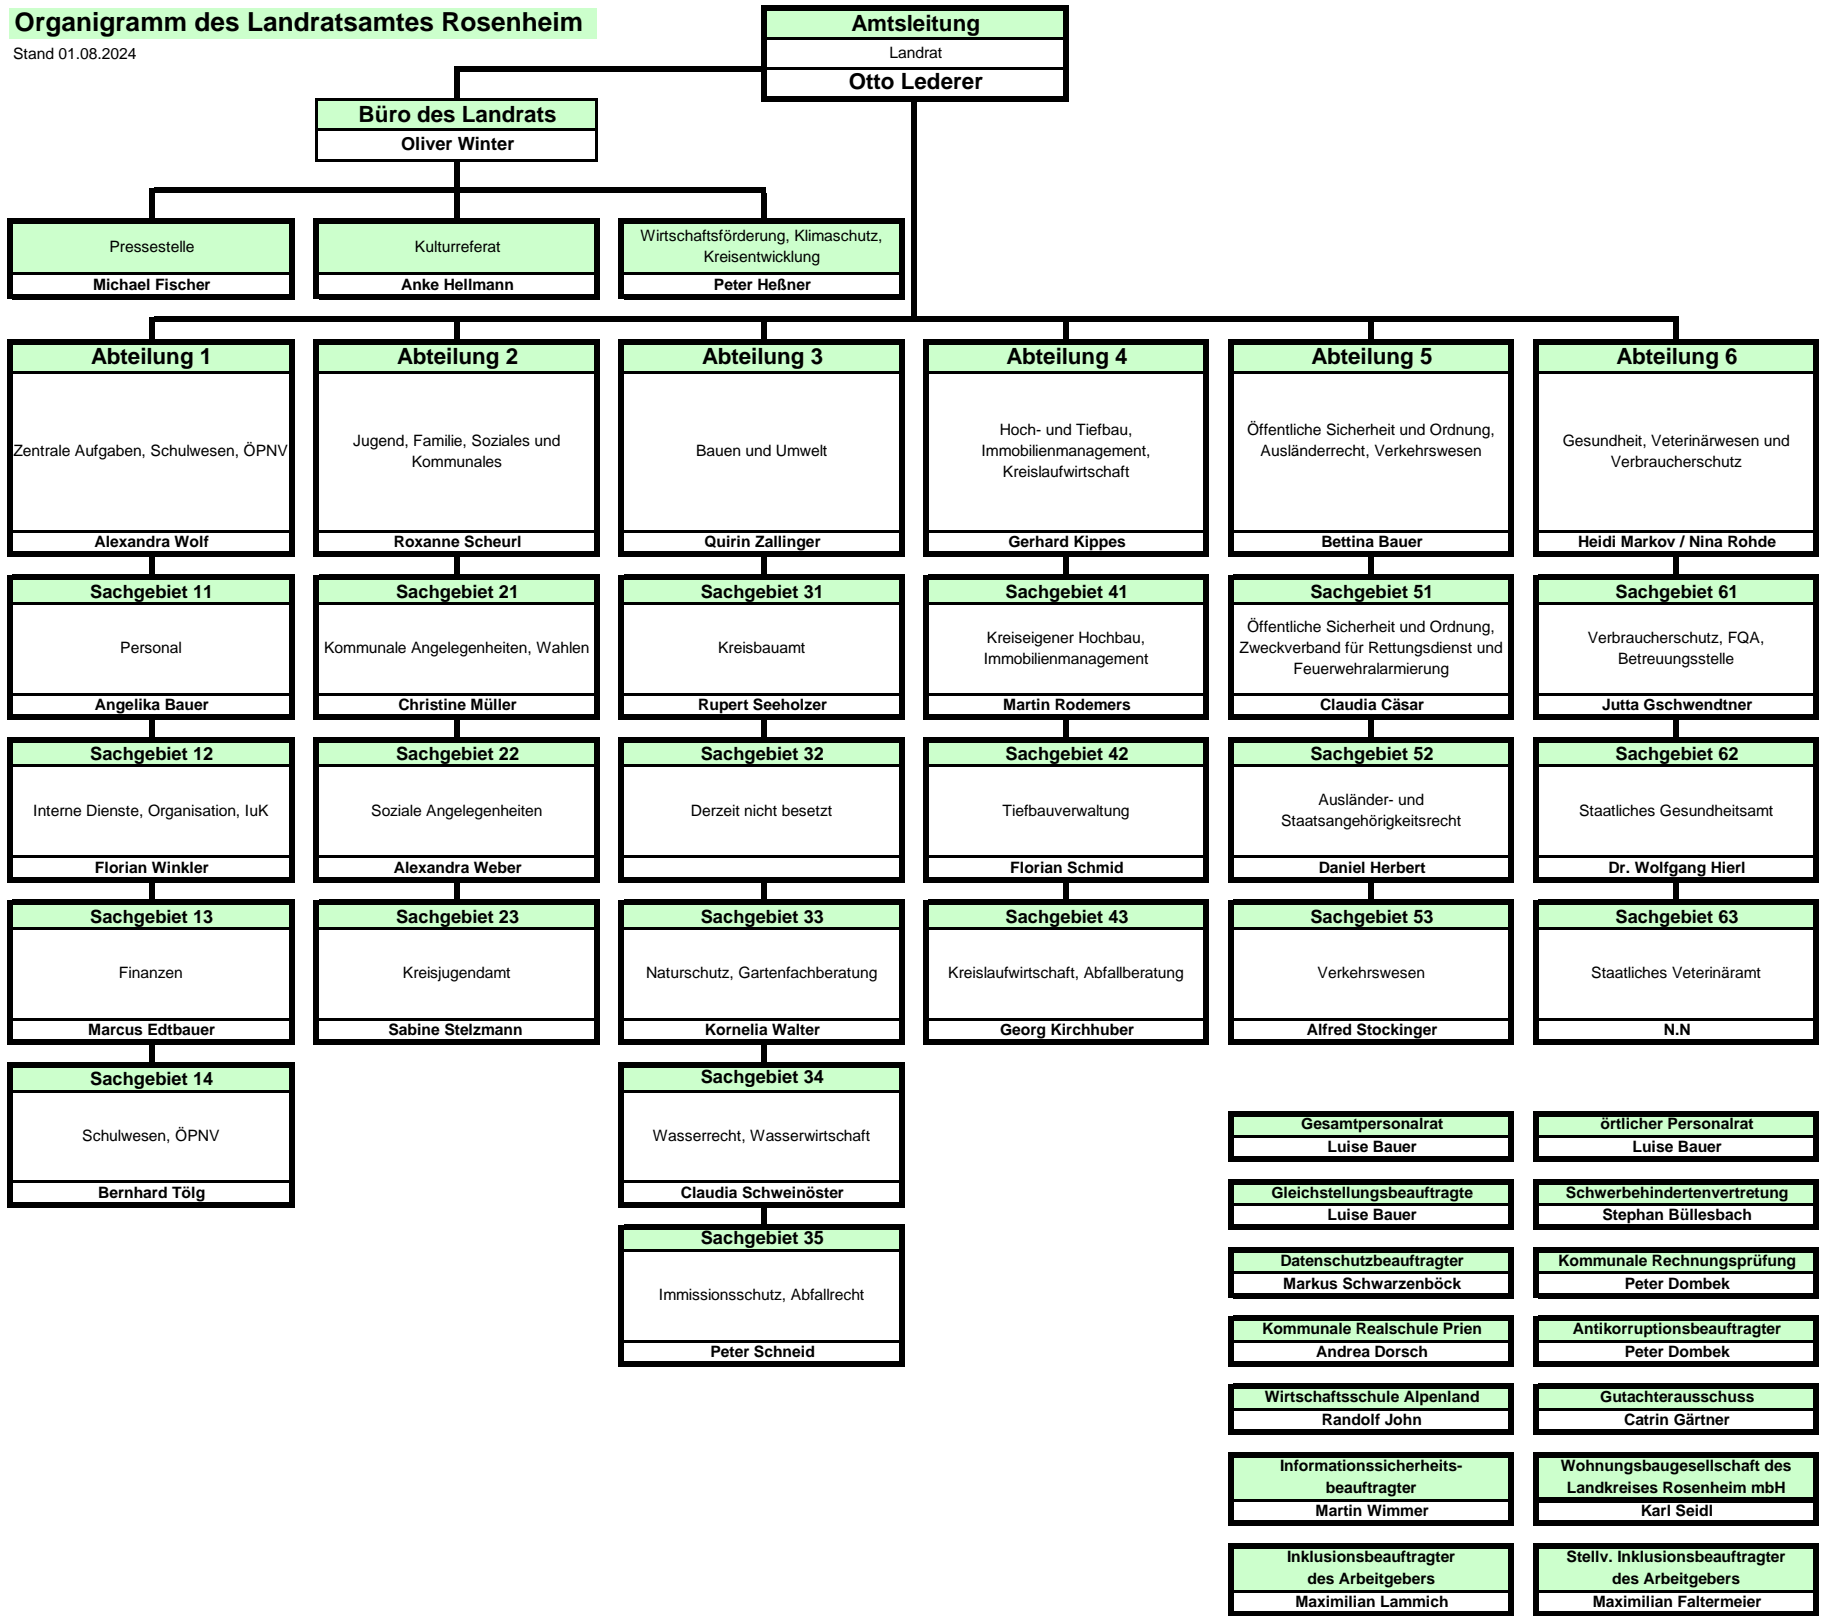 Organigramm des Landratsamtes Rosenheim
Stand 01.08.2024
Amtsleitung
Landrat
Otto Lederer
Büro des Landrats
Oliver Winter
Pressestelle
Michael Fischer
Kulturreferat
Anke Hellmann
Wirtschaftsförderung, Klimaschutz,
Kreisentwicklung
Peter Heßner
Abteilung 1
Zentrale Aufgaben, Schulwesen, ÖPNV
Alexandra Wolf
Abteilung 2
Jugend, Familie, Soziales und
Kommunales
Roxanne Scheurl
Abteilung 3
Bauen und Umwelt
Quirin Zallinger
Abteilung 4
Hoch- und Tiefbau,
Immobilienmanagement,
Kreislaufwirtschaft
Gerhard Kippes
Abteilung 5
Öffentliche Sicherheit und Ordnung,
Ausländerrecht, Verkehrswesen
Bettina Bauer
Abteilung 6
Gesundheit, Veterinärwesen und
Verbraucherschutz
Heidi Markov / Nina Rohde
Sachgebiet 11
Personal
Angelika Bauer
Sachgebiet 21
Kommunale Angelegenheiten, Wahlen
Christine Müller
Sachgebiet 31
Kreisbauamt
Rupert Seeholzer
Sachgebiet 41
Kreiseigener Hochbau,
Immobilienmanagement
Martin Rodemers
Sachgebiet 51
Öffentliche Sicherheit und Ordnung,
Zweckverband für Rettungsdienst und
Feuerwehralarmierung
Claudia Cäsar
Sachgebiet 61
Verbraucherschutz, FQA,
Betreuungsstelle
Jutta Gschwendtner
Sachgebiet 12
Interne Dienste, Organisation, IuK
Florian Winkler
Sachgebiet 22
Soziale Angelegenheiten
Alexandra Weber
Sachgebiet 32
Derzeit nicht besetzt
Sachgebiet 42
Tiefbauverwaltung
Florian Schmid
Sachgebiet 52
Ausländer- und
Staatsangehörigkeitsrecht
Daniel Herbert
Sachgebiet 62
Staatliches Gesundheitsamt
Dr. Wolfgang Hierl
Sachgebiet 13
Finanzen
Marcus Edtbauer
Sachgebiet 23
Kreisjugendamt
Sabine Stelzmann
Sachgebiet 33
Naturschutz, Gartenfachberatung
Kornelia Walter
Sachgebiet 43
Kreislaufwirtschaft, Abfallberatung
Georg Kirchhuber
Sachgebiet 53
Verkehrswesen
Alfred Stockinger
Sachgebiet 63
Staatliches Veterinäramt
N.N
Sachgebiet 14
Schulwesen, ÖPNV
Bernhard Tölg
Sachgebiet 34
Wasserrecht, Wasserwirtschaft
Claudia Schweinöster
Sachgebiet 35
Immissionsschutz, Abfallrecht
Peter Schneid
Gesamtpersonalrat
Luise Bauer
örtlicher Personalrat
Luise Bauer
Gleichstellungsbeauftragte
Luise Bauer
Schwerbehindertenvertretung
Stephan Büllesbach
Datenschutzbeauftragter
Markus Schwarzenböck
Kommunale Rechnungsprüfung
Peter Dombek
Kommunale Realschule Prien
Andrea Dorsch
Antikorruptionsbeauftragter
Peter Dombek
Wirtschaftsschule Alpenland
Randolf John
Gutachterausschuss
Catrin Gärtner
Informationssicherheits-
beauftragter
Martin Wimmer
Wohnungsbaugesellschaft des
Landkreises Rosenheim mbH
Karl Seidl
Inklusionsbeauftragter
des Arbeitgebers
Maximilian Lammich
Stellv. Inklusionsbeauftragter
des Arbeitgebers
Maximilian Faltermeier